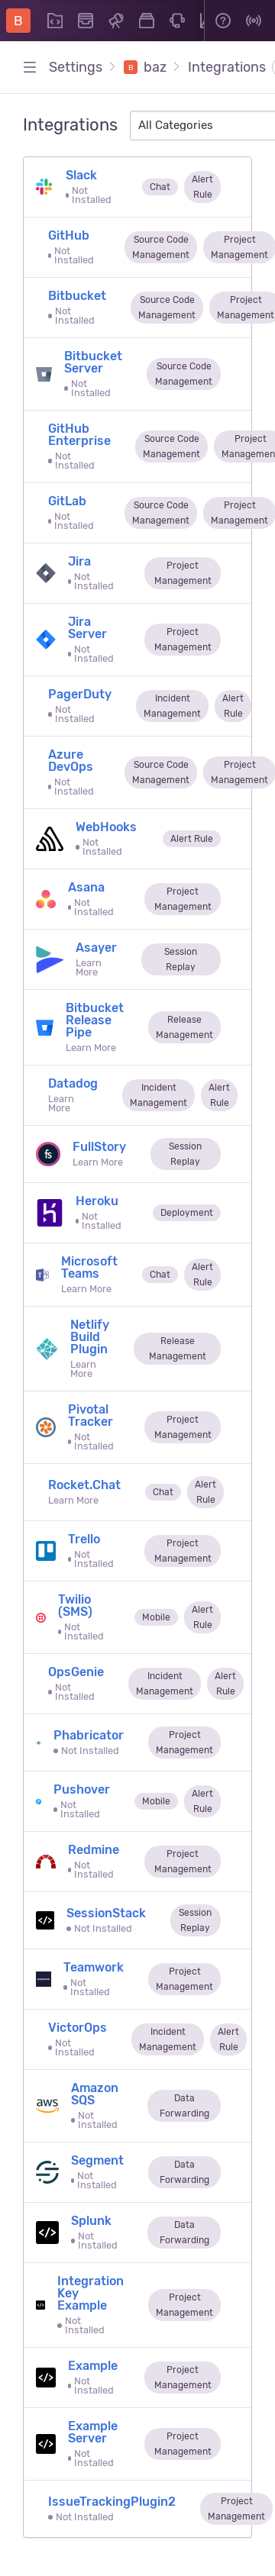 B
Settings
B
baz
Integrations
Integrations
All Categories
Slack
Not Installed
Chat
Alert Rule
GitHub
Not Installed
Source Code Management
Project Management
Bitbucket
Not Installed
Source Code Management
Project Management
Bitbucket Server
Not Installed
Source Code Management
GitHub Enterprise
Not Installed
Source Code Management
Project Managemen
GitLab
Not Installed
Source Code Management
Project Management
Jira
Not Installed
Project Management
Jira Server
Not Installed
Project Management
PagerDuty
Not Installed
Incident Management
Alert Rule
Azure DevOps
Not Installed
Source Code Management
Project Management
WebHooks
Not Installed
Alert Rule
Asana
Not Installed
Project Management
Asayer
Learn More
Session Replay
Bitbucket Release Pipe
Learn More
Release Management
Datadog
Learn More
Incident Management
Alert Rule
fs
FullStory
Learn More
Session Replay
Heroku
Not Installed
Deployment
Microsoft Teams
Learn More
Chat
Alert Rule
Netlify Build Plugin
Learn More
Release Management
Pivotal Tracker
Not Installed
Project Management
Rocket.Chat
Learn More
Chat
Alert Rule
Trello
Not Installed
Project Management
Twilio (SMS)
Not Installed
Mobile
Alert Rule
OpsGenie
Not Installed
Incident Management
Alert Rule
Phabricator
Not Installed
Project Management
Pushover
Not Installed
Mobile
Alert Rule
Redmine
Not Installed
Project Management
SessionStack
Not Installed
Session Replay
Teamwork
Not Installed
Project Management
VictorOps
Not Installed
Incident Management
Alert Rule
aws
Amazon SQS
Not Installed
Data Forwarding
Segment
Not Installed
Data Forwarding
Splunk
Not Installed
Data Forwarding
Integration Key Example
Not Installed
Project Management
Example
Not Installed
Project Management
Example Server
Not Installed
Project Management
IssueTrackingPlugin2
Not Installed
Project Management